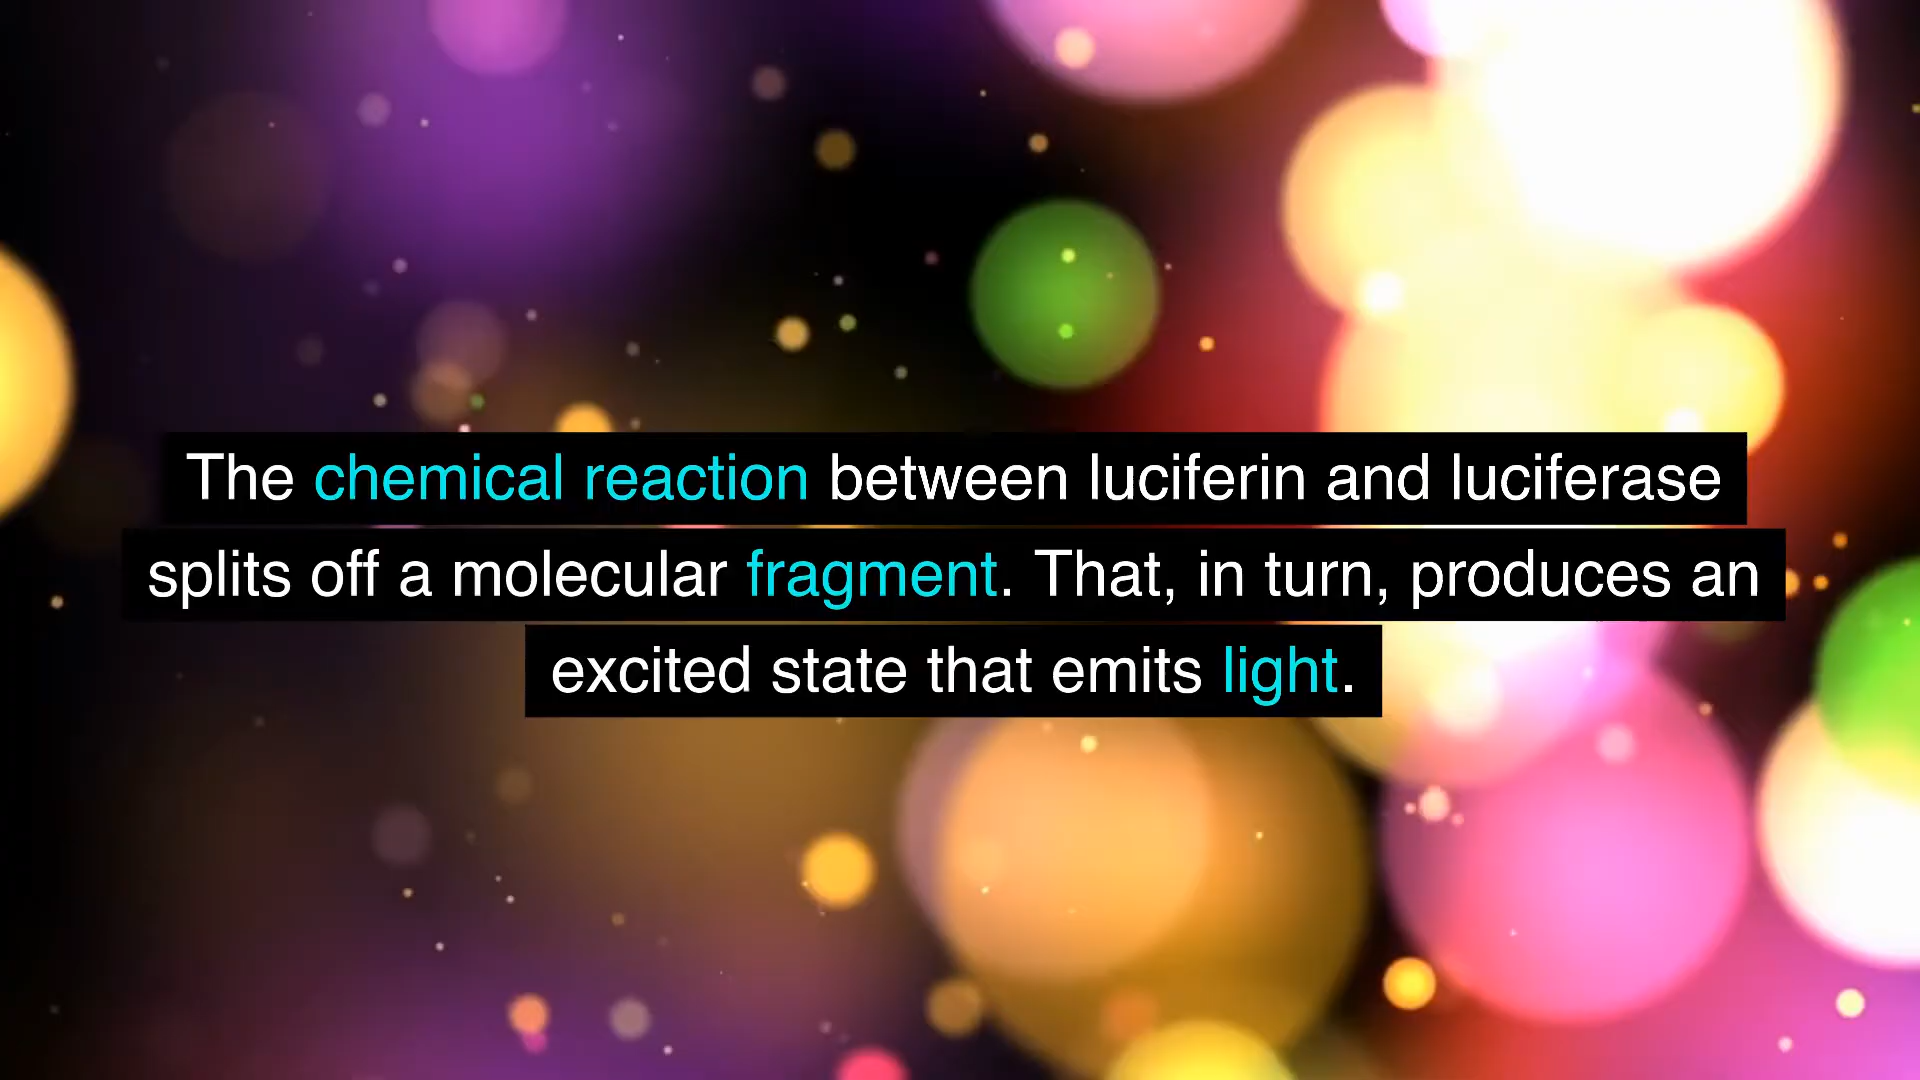 The chemical reaction between luciferin and luciferase
splits off a molecular fragment. That, in turn, produces an
excited state that emits light.